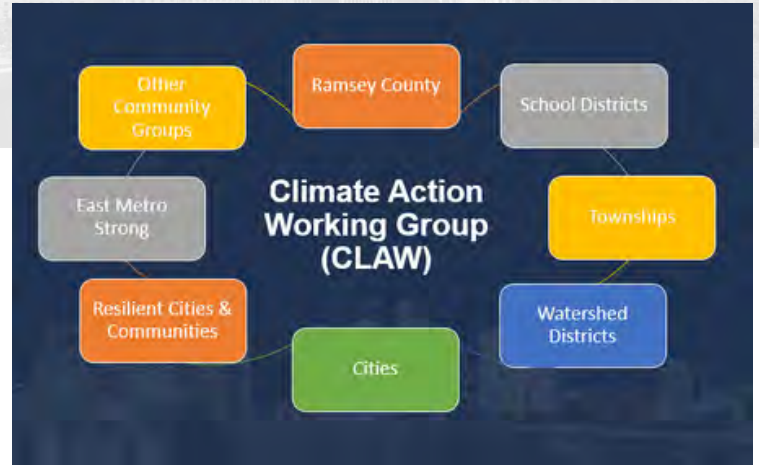 Other
Community
Groups
Ramsey County
School Districts
East Metro
Strong
Climate Action
Working Group
(CLAW)
Townships
Resilient Cities &
Communities
Watershed
Districts
Cities